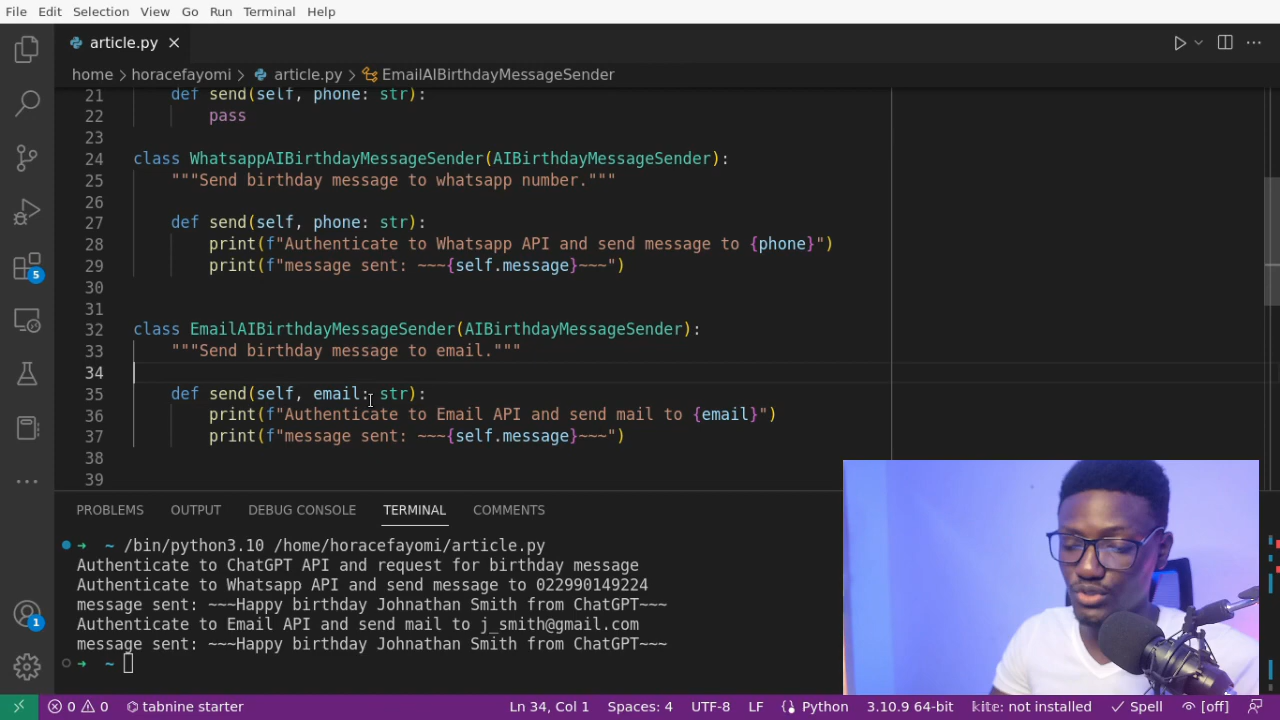 File Edit Selection View Go Run Terminal Help
article.py
home > horacefayomi > article.py > EmailAIBirthdayMessageSender
21 def send(self, phone: str):
22 pass
23
24 class WhatsappAIBirthdayMessageSender(AIBirthdayMessageSender):
25 """Send birthday message to whatsapp number."""
26
27 def send(self, phone: str):
28 print(f"Authenticate to Whatsapp API and send message to {phone}")
29 print(f"message sent: ~~~{self.message}~~~")
30
31
32 class EmailAIBirthdayMessageSender(AIBirthdayMessageSender):
33 """Send birthday message to email."""
34
35 def send(self, email: str):
36 print(f"Authenticate to Email API and send mail to {email}")
37 print(f"message sent: ~~~{self.message}~~~")
38
39
5
1
PROBLEMS OUTPUT DEBUG CONSOLE TERMINAL COMMENTS
~ /bin/python3.10 /home/horacefayomi/article.py
Authenticate to ChatGPT API and request for birthday message
Authenticate to Whatsapp API and send message to 022990149224
message sent: ~~~Happy birthday Johnathan Smith from ChatGPT~~~
Authenticate to Email API and send mail to j_smith@gmail.com
message sent: ~~~Happy birthday Johnathan Smith from ChatGPT~~~
~
0 0 tabnine starter Ln 34, Col 1 Spaces: 4 UTF-8 LF Python 3.10.9 64-bit kite: not installed Spell [off]